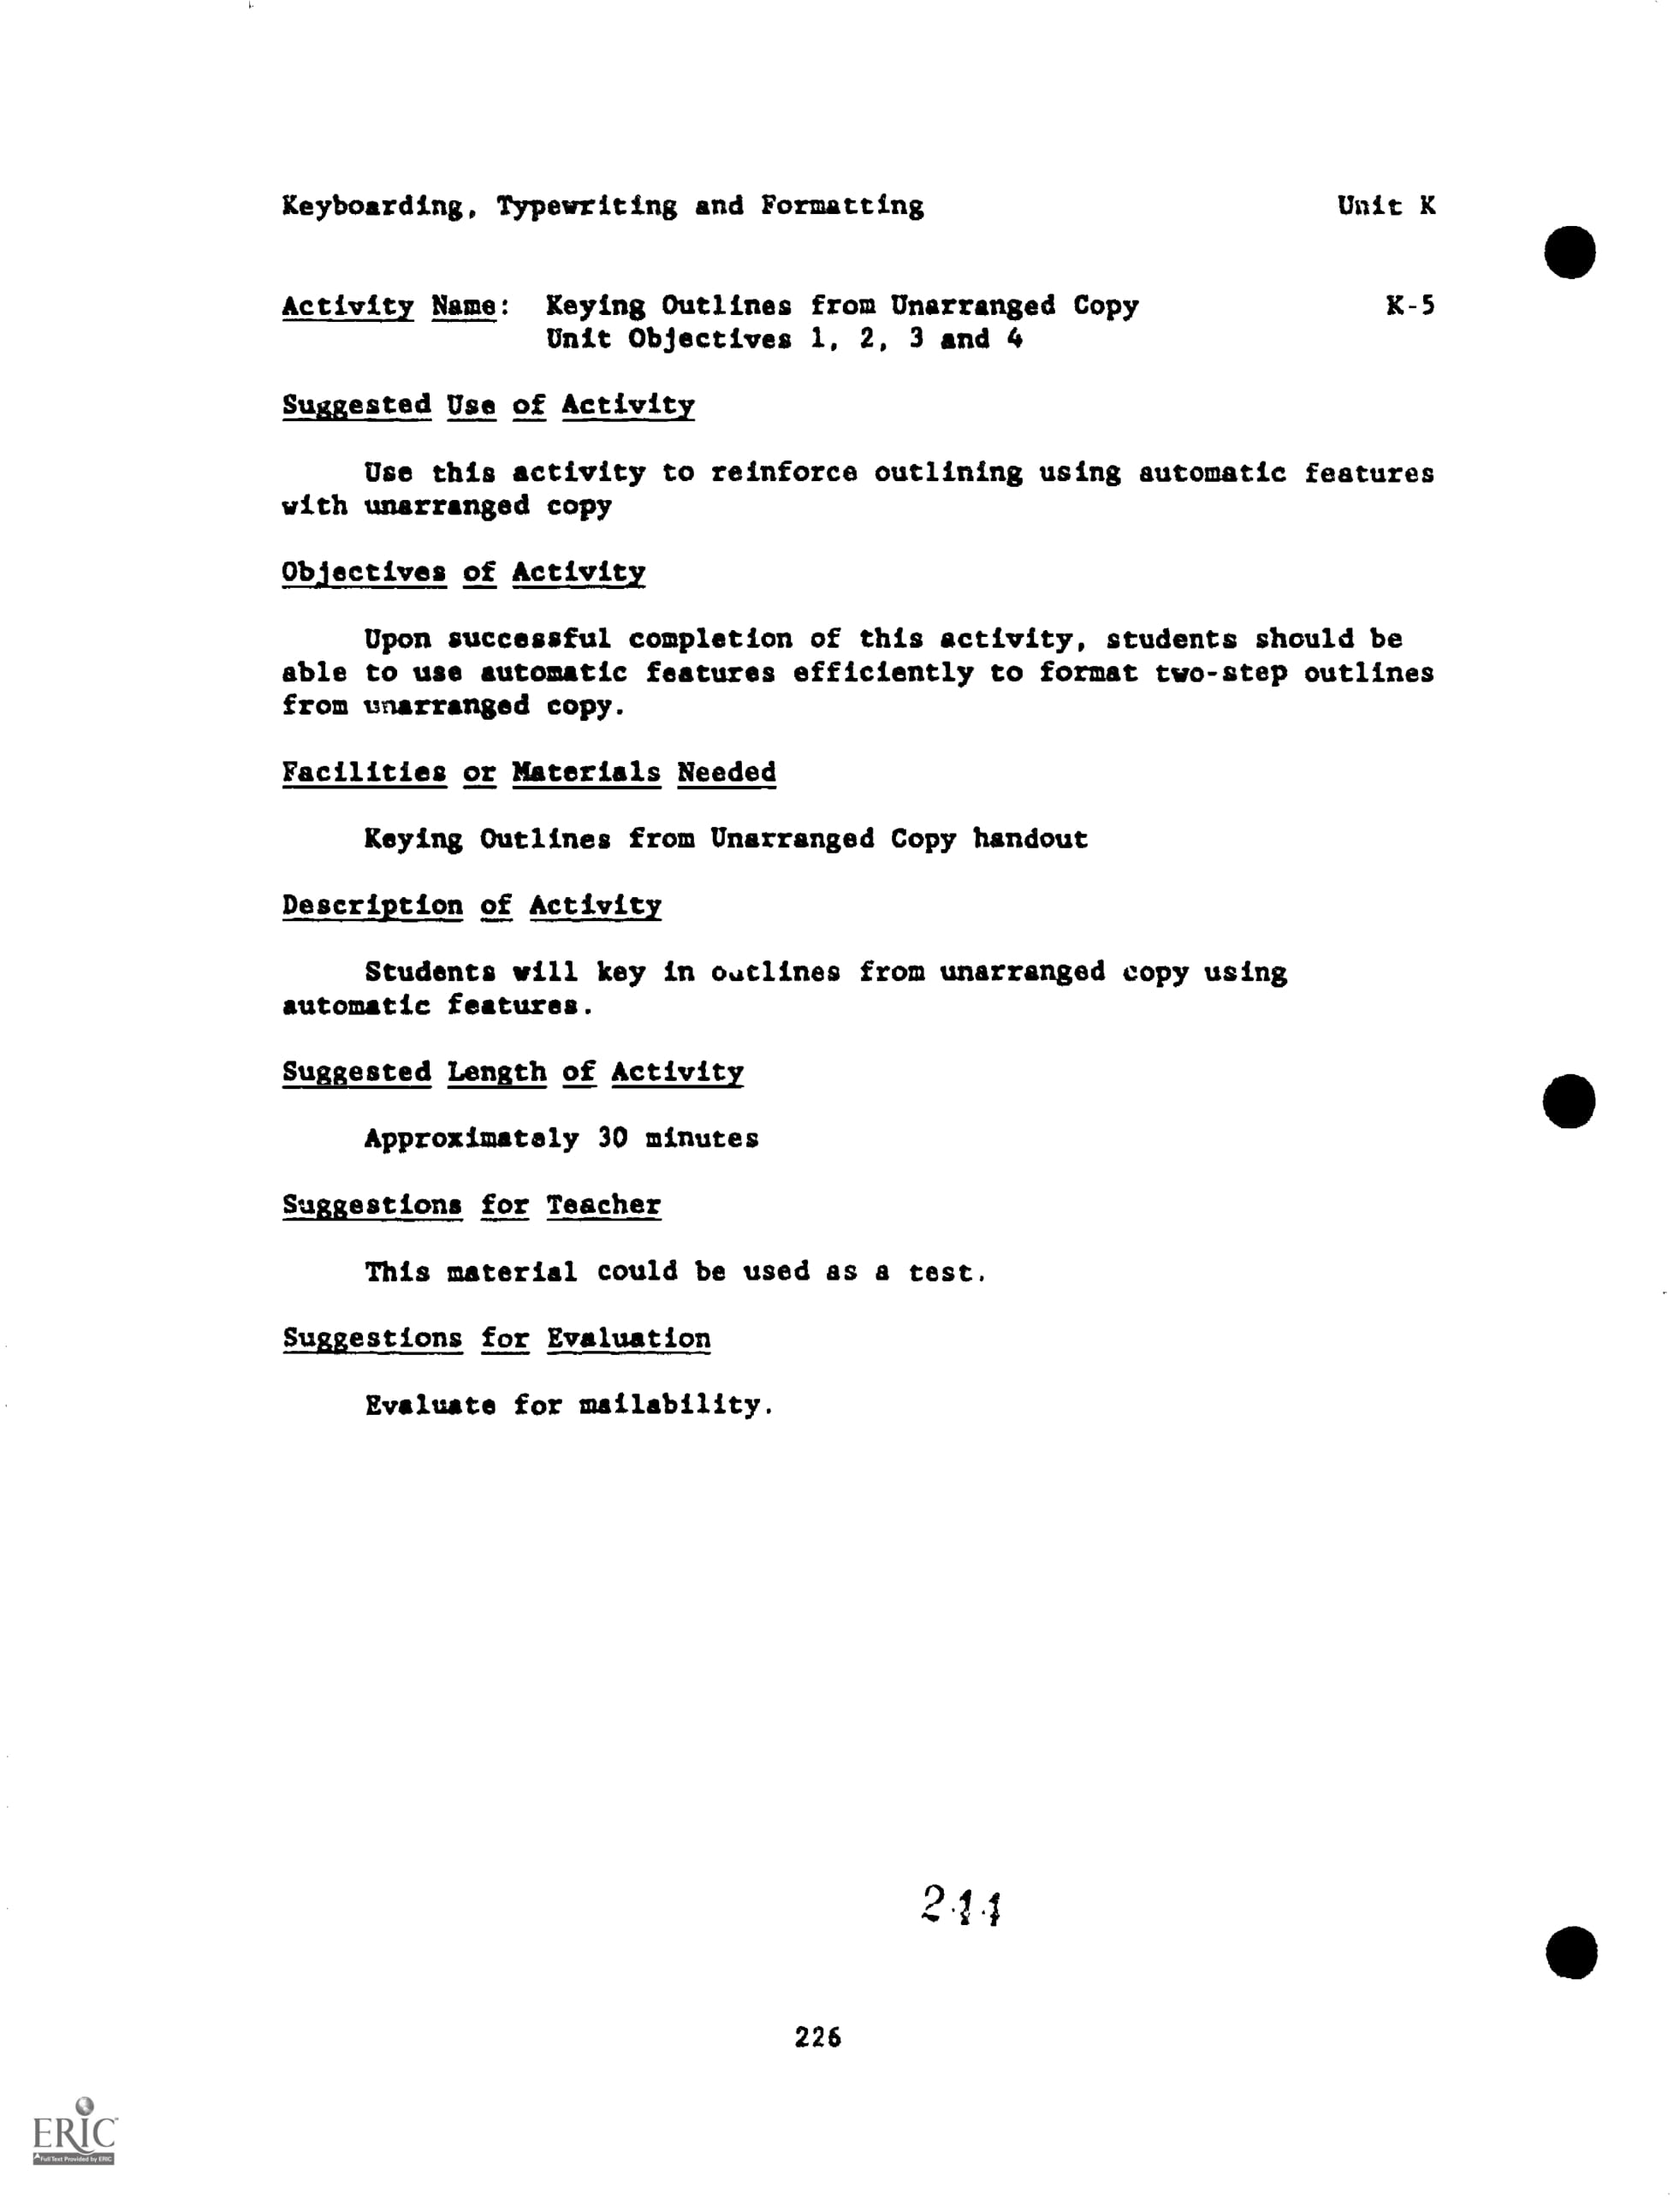 Keyboarding, Typewriting and Formatting Unit K
Activity Name: Keying Outlines from Unarranged Copy K-5
Unit Objectives 1, 2, 3 and 4
Suggested Use of Activity
Use this activity to reinforce outlining using automatic features
with unarranged copy
Objectives of Activity
Upon successful completion of this activity, students should be
able to use automatic features efficiently to format two-step outlines
from unarranged copy.
Facilities or Materials Needed
Keying Outlines from Unarranged Copy handout
Description of Activity
Students will key in outlines from unarranged copy using
automatic features.
Suggested Length of Activity
Approximately 30 minutes
Suggestions for Teacher
This material could be used as a test.
Suggestions for Evaluation
Evaluate for mailability.
226
ERIC
Full Text Provided by ERIC